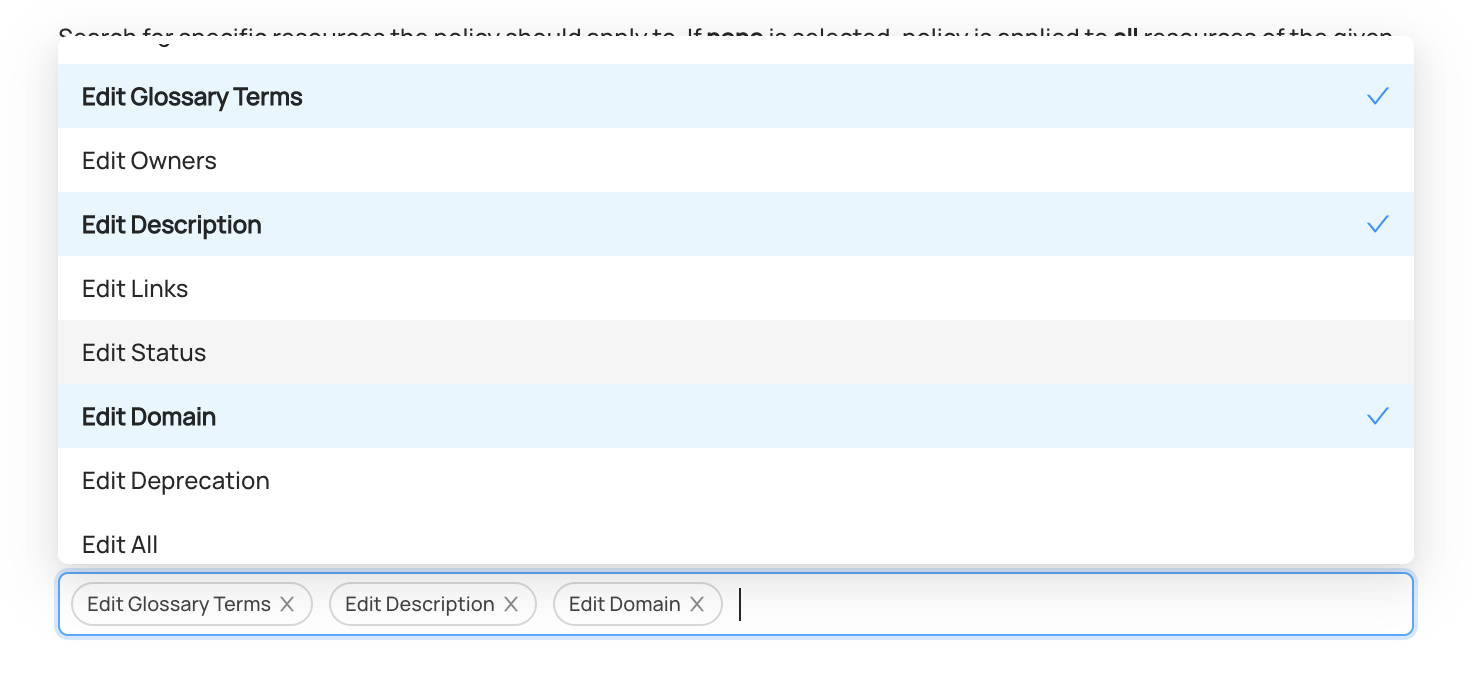 Search for specific resources the policy should apply to. If none is selected, policy is applied to all resources of the given
Edit Glossary Terms
Edit Owners
Edit Description
Edit Links
Edit Status
Edit Domain
Edit Deprecation
Edit All
Edit Glossary Terms Edit Description Edit Domain